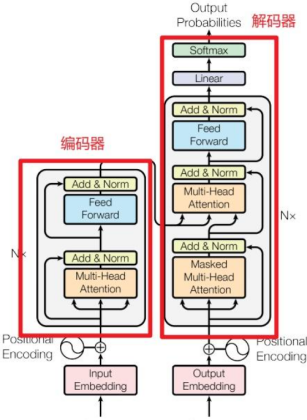 Output
Probabilities
解码器
Softmax
Linear
Add & Norm
Feed
Forward
Add & Norm
Multi-Head
Attention
N×
Add & Norm
Masked
Multi-Head
Attention
Positional
Encoding
Output
Embedding
编码器
Add & Norm
Feed
Forward
N×
Add & Norm
Multi-Head
Attention
Positional
Encoding
Input
Embedding